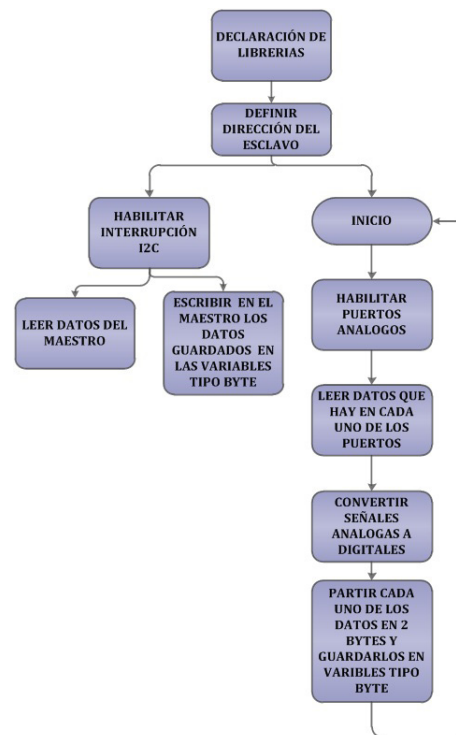 DECLARACIÓN DE
LIBRERIAS
DEFINIR
DIRECCIÓN DEL
ESCLAVO
HABILITAR
INTERRUPCIÓN
I2C
INICIO
LEER DATOS DEL
MAESTRO
ESCRIBIR EN EL
MAESTRO LOS
DATOS
GUARDADOS EN
LAS VARIABLES
TIPO BYTE
HABILITAR
PUERTOS
ANALOGOS
LEER DATOS QUE
HAY EN CADA
UNO DE LOS
PUERTOS
CONVERTIR
SEÑALES
ANALOGAS A
DIGITALES
PARTIR CADA
UNO DE LOS
DATOS EN 2
BYTES Y
GUARDARLOS EN
VARIBLES TIPO
BYTE